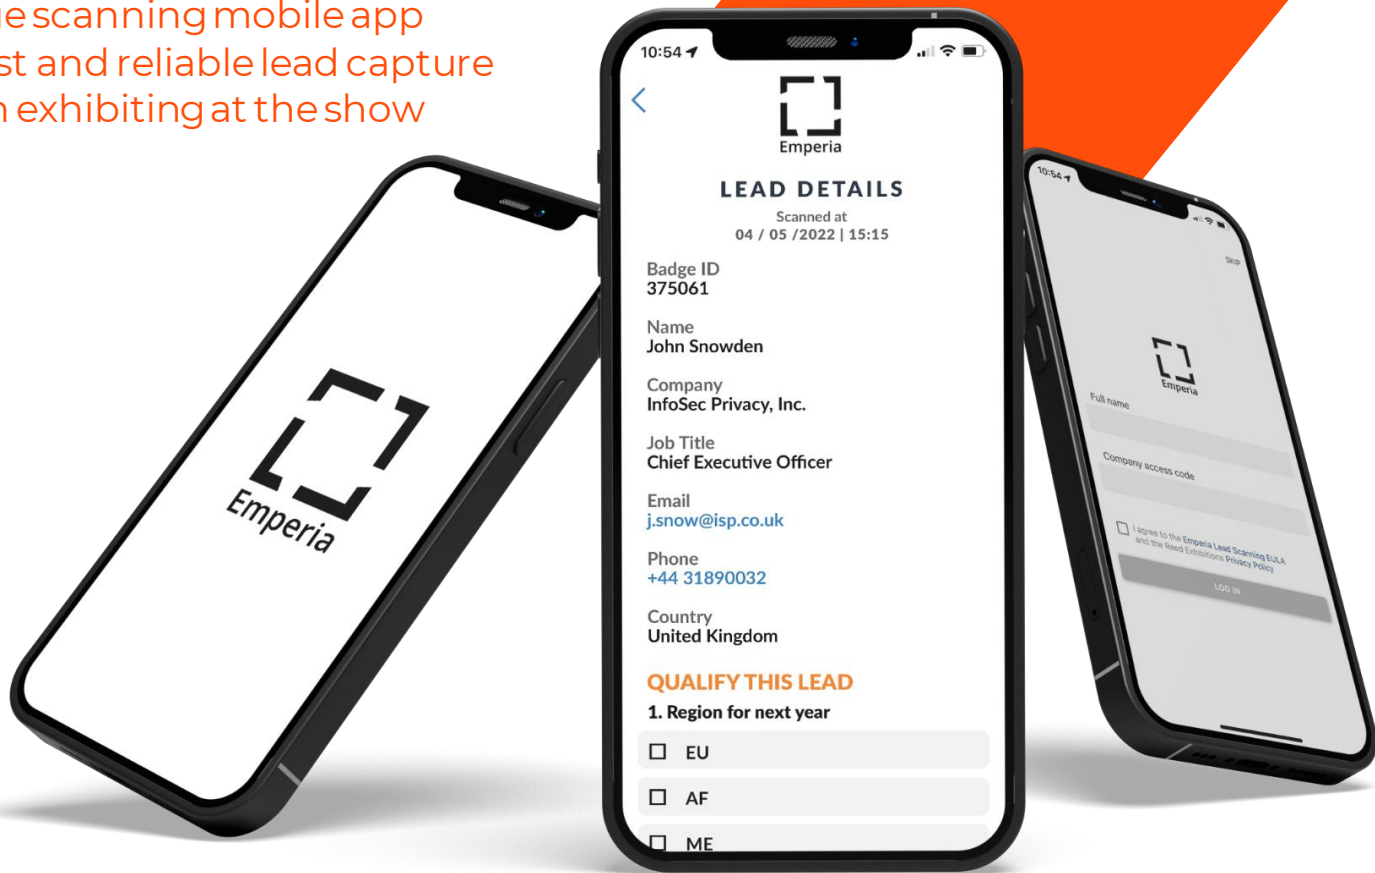 ge scanning mobile app
st and reliable lead capture
n exhibiting at the show
Emperia
10:54
Emperia
LEAD DETAILS
Scanned at
04 / 05 /2022 | 15:15
Badge ID
375061
Name
John Snowden
Company
InfoSec Privacy, Inc.
Job Title
Chief Executive Officer
Email
j.snow@isp.co.uk
Phone
+44 31890032
Country
United Kingdom
QUALIFY THIS LEAD
1. Region for next year
EU
AF
ME
10:54
SKIP
Emperia
Full name
Company access code
I agree to the Emperia Lead Scanning EULA
and the Reed Exhibitions Privacy Policy
LOG IN